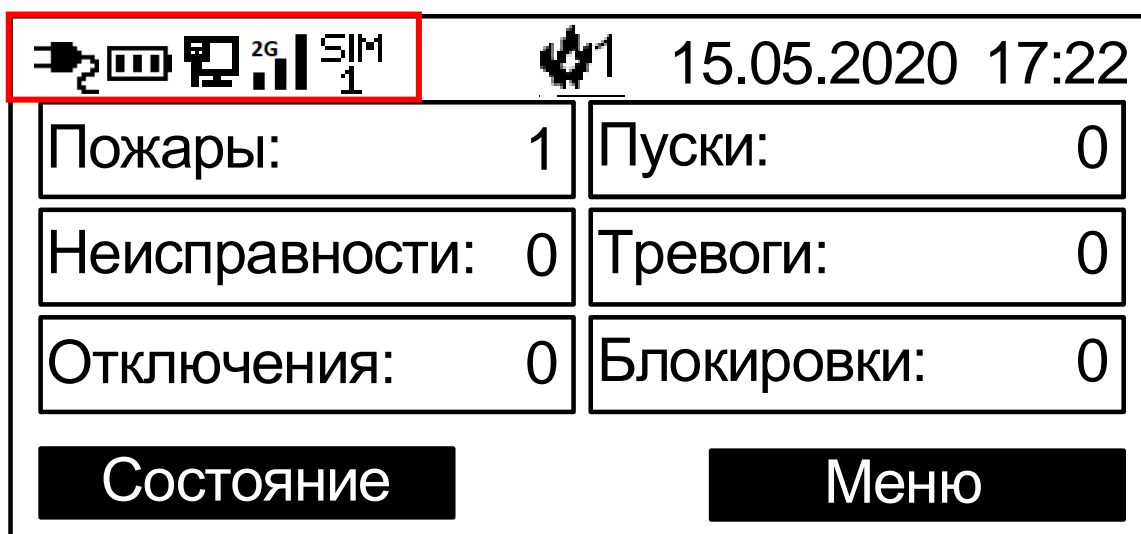 2G SIM 1 1 15.05.2020 17:22
Пожары: 1 Пуски: 0
Неисправности: 0 Тревоги: 0
Отключения: 0 Блокировки: 0
Состояние Меню